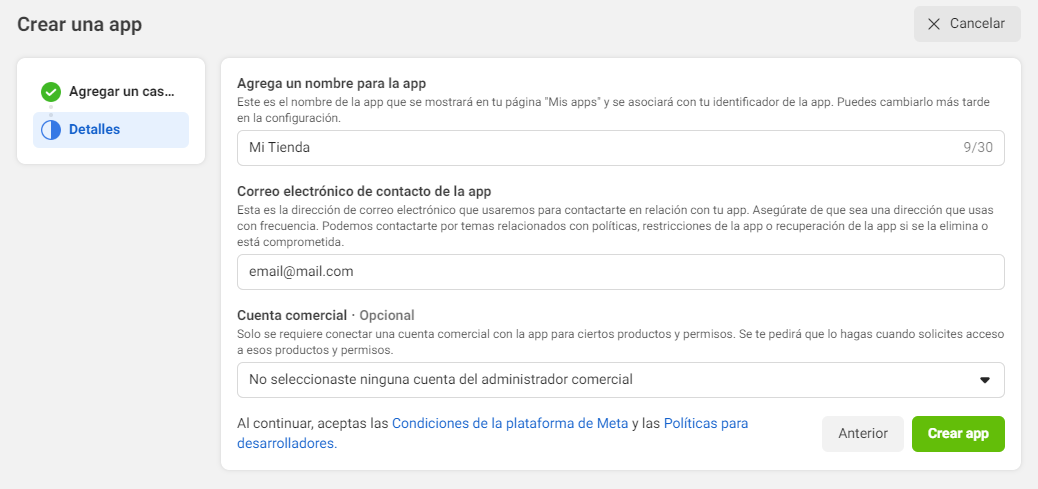 Crear una app
Cancelar
Agregar un cas...
Detalles
Agrega un nombre para la app
Este es el nombre de la app que se mostrará en tu página "Mis apps" y se asociará con tu identificador de la app. Puedes cambiarlo más tarde
en la configuración.
Mi Tienda
9/30
Correo electrónico de contacto de la app
Esta es la dirección de correo electrónico que usaremos para contactarte en relación con tu app. Asegúrate de que sea una dirección que usas
con frecuencia. Podemos contactarte por temas relacionados con políticas, restricciones de la app o recuperación de la app si se la elimina o
está comprometida.
email@mail.com
Cuenta comercial · Opcional
Solo se requiere conectar una cuenta comercial con la app para ciertos productos y permisos. Se te pedirá que lo hagas cuando solicites acceso
a esos productos y permisos.
No seleccionaste ninguna cuenta del administrador comercial
Al continuar, aceptas las Condiciones de la plataforma de Meta y las Políticas para
desarrolladores.
Anterior
Crear app